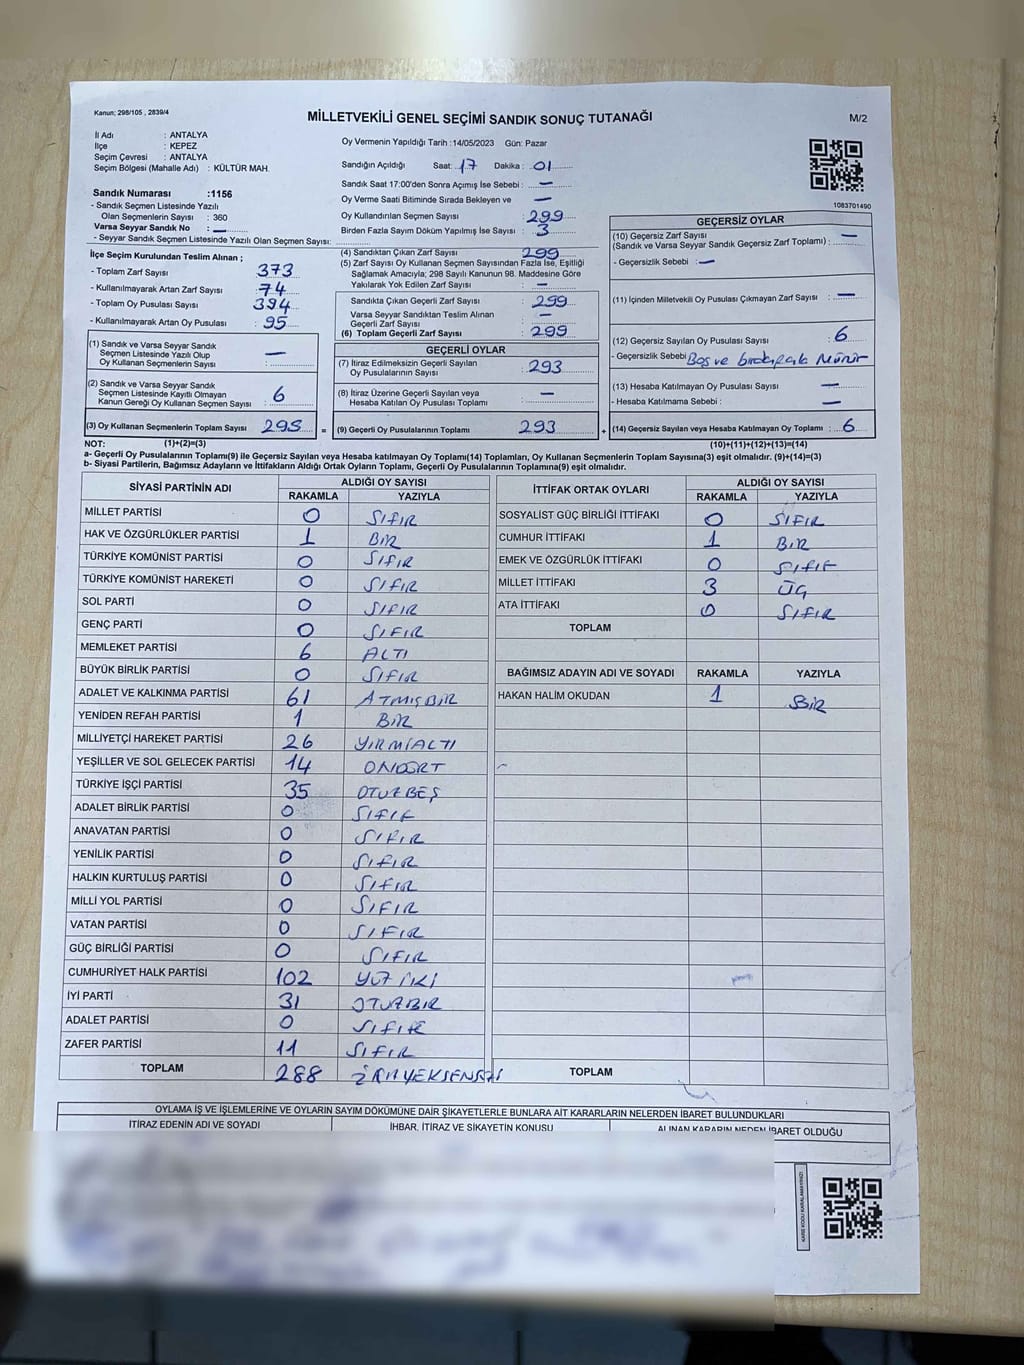 Kanun; 298/105 , 2839/4
MİLLETVEKİLİ GENEL SEÇİMİ SANDIK SONUÇ TUTANAĞI
M/2
İl Adı : ANTALYA
İlçe : KEPEZ
Seçim Çevresi : ANTALYA
Seçim Bölgesi (Mahalle Adı) : KÜLTÜR MAH.
Sandık Numarası :1156
- Sandık Seçmen Listesinde Yazılı
Olan Seçmenlerin Sayısı : 360
Varsa Seyyar Sandık No : —
- Seyyar Sandık Seçmen Listesinde Yazılı Olan Seçmen Sayısı:
Oy Vermenin Yapıldığı Tarih :14/05/2023 Gün: Pazar
Sandığın Açıldığı Saat: 17 Dakika : 01
Sandık Saat 17:00'den Sonra Açımış İse Sebebi : —
Oy Verme Saati Bitiminde Sırada Bekleyen ve —
Oy Kullandırılan Seçmen Sayısı : 299
Birden Fazla Sayım Döküm Yapılmış İse Sayısı : 3
1083701490
İlçe Seçim Kurulundan Teslim Alınan ;
- Toplam Zarf Sayısı : 373
- Kullanılmayarak Artan Zarf Sayısı : 74
- Toplam Oy Pusulası Sayısı : 394
- Kullanılmayarak Artan Oy Pusulası : 95
(1) Sandık ve Varsa Seyyar Sandık
Seçmen Listesinde Yazılı Olup
Oy Kullanan Seçmenlerin Sayısı : —
(2) Sandık ve Varsa Seyyar Sandık
Seçmen Listesinde Kayıtlı Olmayan
Kanun Gereği Oy Kullanan Seçmen Sayısı : 6
(3) Oy Kullanan Seçmenlerin Toplam Sayısı : 295 =
(4) Sandıktan Çıkan Zarf Sayısı : 299
(5) Zarf Sayısı Oy Kullanan Seçmen Sayısından Fazla İse, Eşitliği
Sağlamak Amacıyla; 298 Sayılı Kanunun 98. Maddesine Göre
Yakılarak Yok Edilen Zarf Sayısı : —
Sandıkta Çıkan Geçerli Zarf Sayısı : 299
Varsa Seyyar Sandıktan Teslim Alınan
Geçerli Zarf Sayısı : —
(6) Toplam Geçerli Zarf Sayısı : 299
GEÇERLİ OYLAR
(7) İtiraz Edilmeksizin Geçerli Sayılan
Oy Pusulalarının Sayısı : 293
(8) İtiraz Üzerine Geçerli Sayılan veya
Hesaba Katılan Oy Pusulası Toplamı : —
(9) Geçerli Oy Pusulalarının Toplamı : 293 +
GEÇERSİZ OYLAR
(10) Geçersiz Zarf Sayısı
(Sandık ve Varsa Seyyar Sandık Geçersiz Zarf Toplamı) : —
- Geçersizlik Sebebi : —
(11) İçinden Milletvekili Oy Pusulası Çıkmayan Zarf Sayısı : —
(12) Geçersiz Sayılan Oy Pusulası Sayısı : 6
- Geçersizlik Sebebi : Boş ve
(13) Hesaba Katılmayan Oy Pusulası Sayısı : —
- Hesaba Katılmama Sebebi : —
(14) Geçersiz Sayılan veya Hesaba Katılmayan Oy Toplamı : 6
NOT: (1)+(2)=(3) (10)+(11)+(12)+(13)=(14)
a- Geçerli Oy Pusulalarının Toplamı(9) ile Geçersiz Sayılan veya Hesaba Katılmayan Oy Toplamı(14) Toplamları, Oy Kullanan Seçmenlerin Toplam Sayısına(3) eşit olmalıdır. (9)+(14)=(3)
b- Siyasi Partilerin, Bağımsız Adayların ve İttifakların Aldığı Ortak Oyların Toplamı, Geçerli Oy Pusulalarının Toplamına(9) eşit olmalıdır.
SİYASİ PARTİNİN ADI ALDIĞI OY SAYISI
RAKAMLA YAZIYLA
MİLLET PARTİSİ 0 SIFIR
HAK VE ÖZGÜRLÜKLER PARTİSİ 1 BİR
TÜRKİYE KOMÜNİST PARTİSİ 0 SIFIR
TÜRKİYE KOMÜNİST HAREKETİ 0 SIFIR
SOL PARTİ 0 SIFIR
GENÇ PARTİ 0 SIFIR
MEMLEKET PARTİSİ 6 ALTI
BÜYÜK BİRLİK PARTİSİ 0 SIFIR
ADALET VE KALKINMA PARTİSİ 61 ATMIŞBİR
YENİDEN REFAH PARTİSİ 1 BİR
MİLLİYETÇİ HAREKET PARTİSİ 26 YIRMIALTI
YEŞİLLER VE SOL GELECEK PARTİSİ 14 ONDÖRT
TÜRKİYE İŞÇİ PARTİSİ 35 OTUZBEŞ
ADALET BİRLİK PARTİSİ 0 SIFIR
ANAVATAN PARTİSİ 0 SIFIR
YENİLİK PARTİSİ 0 SIFIR
HALKIN KURTULUŞ PARTİSİ 0 SIFIR
MİLLİ YOL PARTİSİ 0 SIFIR
VATAN PARTİSİ 0 SIFIR
GÜÇ BİRLİĞİ PARTİSİ 0 SIFIR
CUMHURİYET HALK PARTİSİ 102 YÜZ İKİ
İYİ PARTİ 31 OTUZBİR
ADALET PARTİSİ 0 SIFIR
ZAFER PARTİSİ 11 SIFIR
TOPLAM 288
İTTİFAK ORTAK OYLARI ALDIĞI OY SAYISI
RAKAMLA YAZIYLA
SOSYALİST GÜÇ BİRLİĞİ İTTİFAKI 0 SIFIR
CUMHUR İTTİFAKI 1 BİR
EMEK VE ÖZGÜRLÜK İTTİFAKI 0 SIFIR
MİLLET İTTİFAKI 3 ÜÇ
ATA İTTİFAKI 0 SIFIR
TOPLAM
BAĞIMSIZ ADAYIN ADI VE SOYADI RAKAMLA YAZIYLA
HAKAN HALİM OKUDAN 1 BİR
TOPLAM
OYLAMA İŞ VE İŞLEMLERİNE VE OYLARIN SAYIM DÖKÜMÜNE DAİR ŞİKAYETLERLE BUNLARA AİT KARARLARIN NELERDEN İBARET BULUNDUKLARI
İTİRAZ EDENİN ADI VE SOYADI İHBAR, İTİRAZ VE ŞİKAYETİN KONUSU ALINAN KARARIN NEDEN İBARET OLDUĞU
KARE KODU KARALAMAYINIZ!